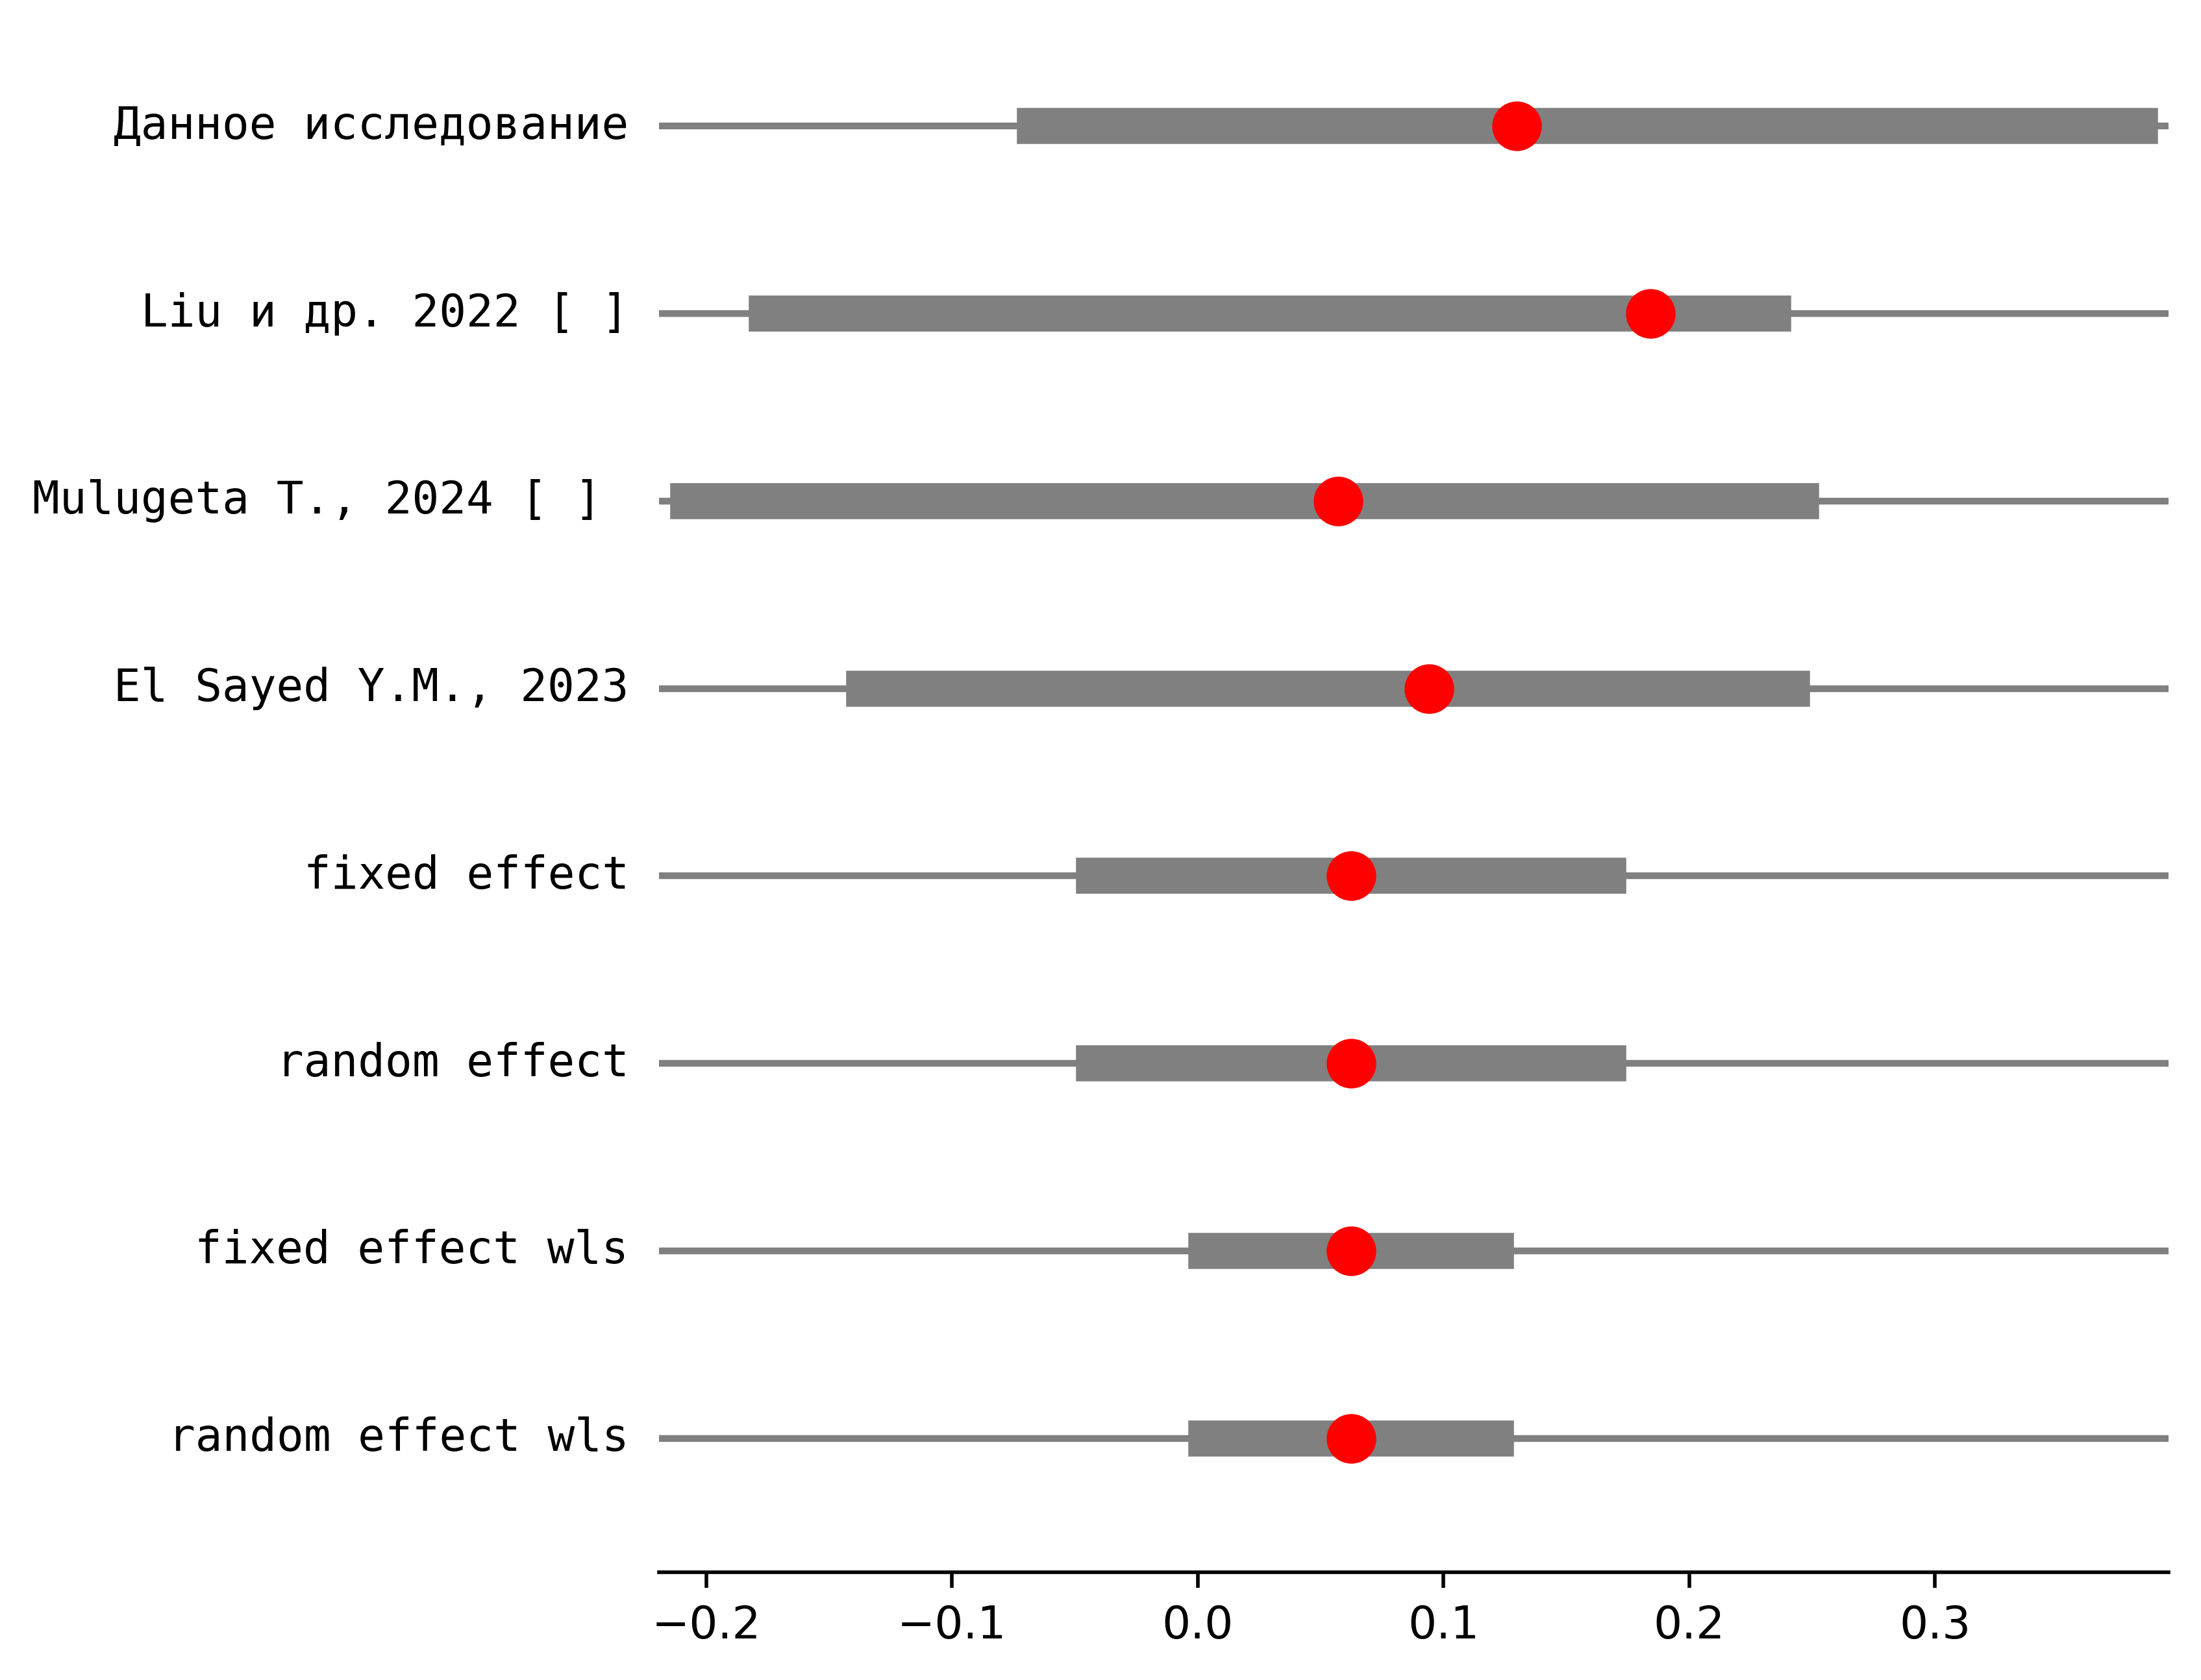 Данное исследование
Liu и др. 2022 [ ]
Mulugeta T., 2024 [ ]
El Sayed Y.M., 2023
fixed effect
random effect
fixed effect wls
random effect wls
−0.2 −0.1 0.0 0.1 0.2 0.3